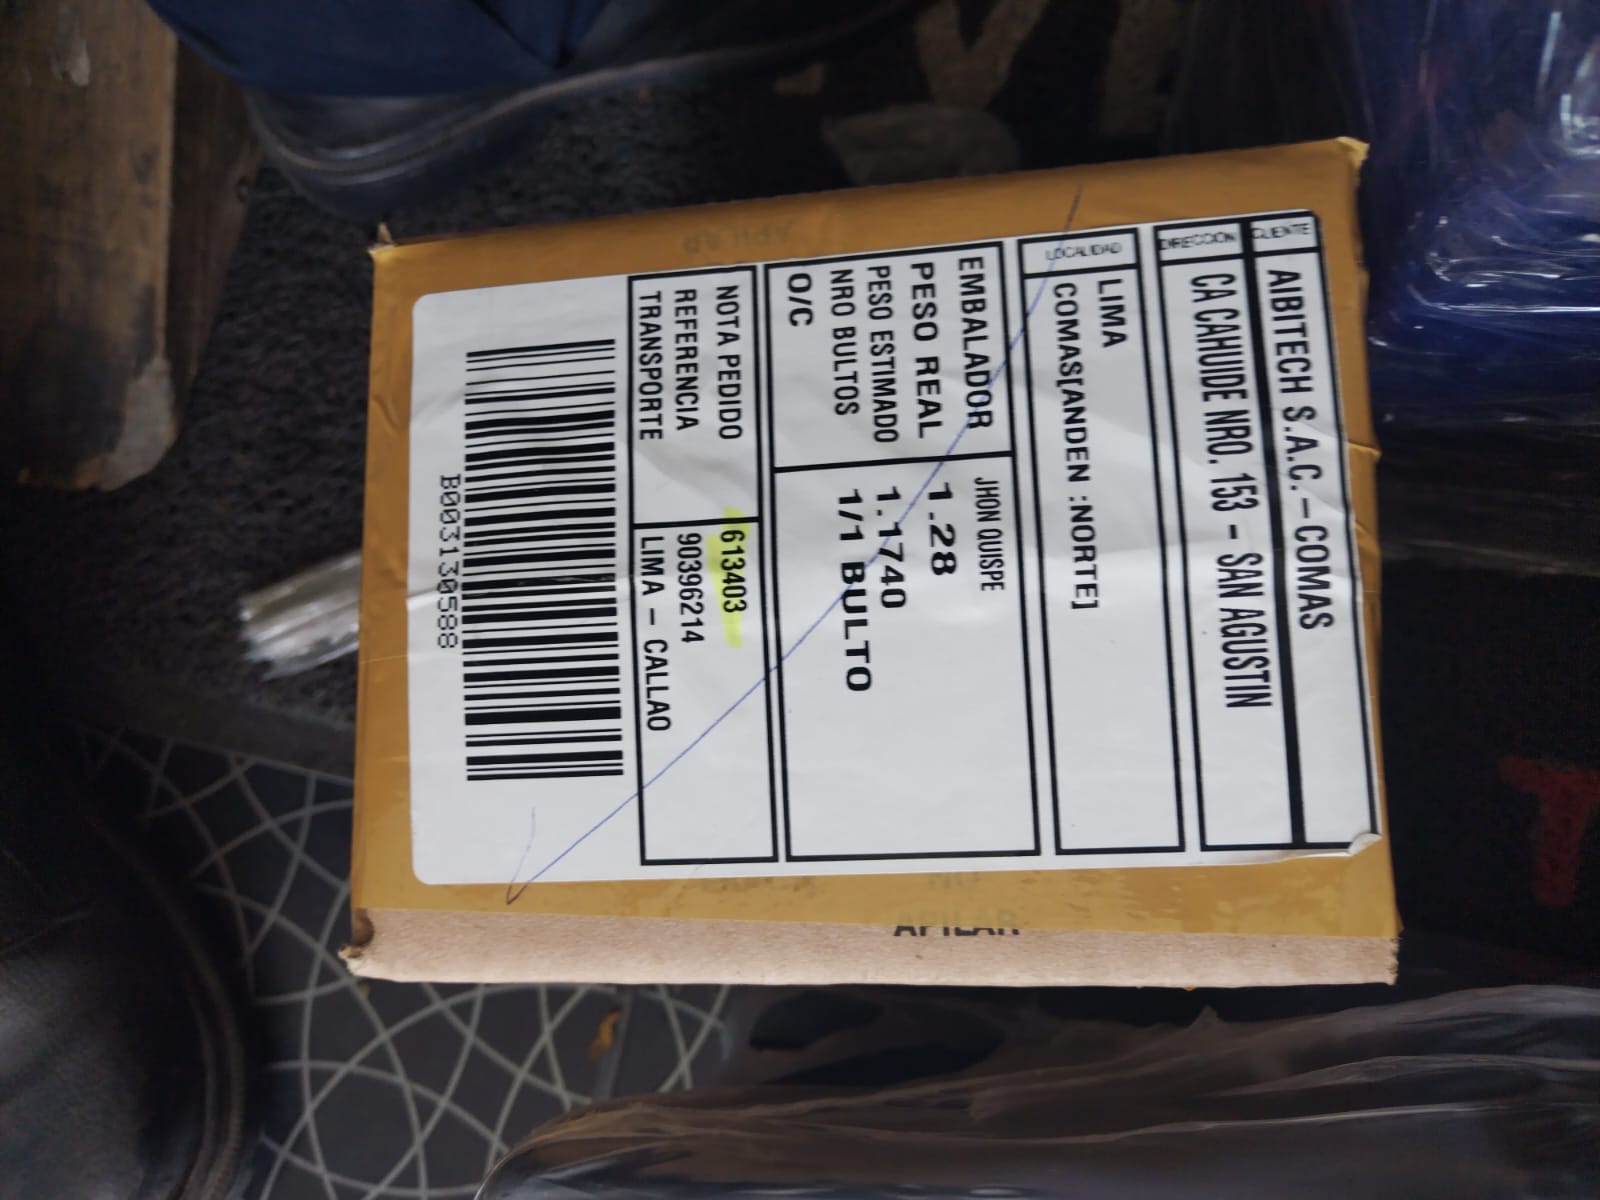 CLIENTE AIBITECH S.A.C.-COMAS
DIRECCION CA CAHUIDE NRO. 153 - SAN AGUSTIN
LOCALIDAD LIMA
COMAS[ANDEN :NORTE]
EMBALADOR JHON QUISPE
PESO REAL 1.28
PESO ESTIMADO 1.1740
NRO BULTOS 1/1 BULTO
O/C
NOTA PEDIDO 613403
REFERENCIA 90396214
TRANSPORTE LIMA - CALLAO
B003130588
APILAR
NO
APILAR